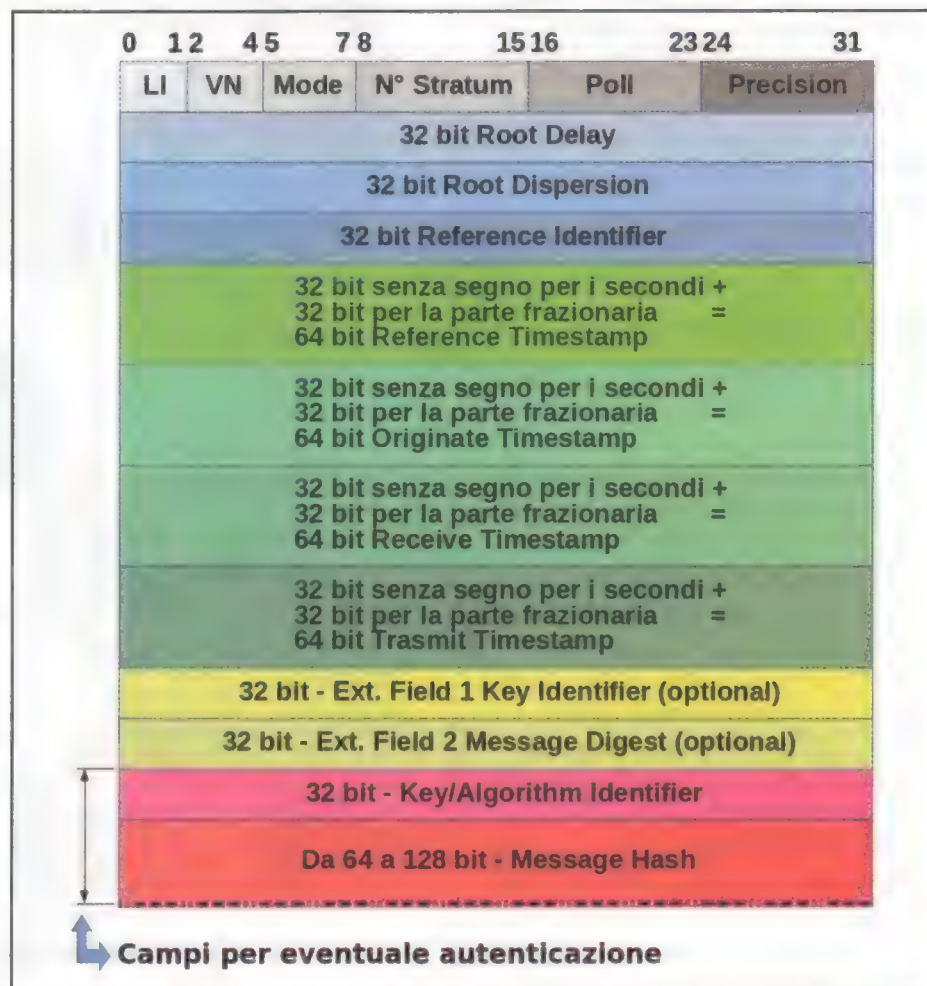 0 1 2 4 5 7 8 15 16 23 24 31
LI VN Mode N° Stratum Poll Precision
32 bit Root Delay
32 bit Root Dispersion
32 bit Reference Identifier
32 bit senza segno per i secondi +
32 bit per la parte frazionaria =
64 bit Reference Timestamp
32 bit senza segno per i secondi +
32 bit per la parte frazionaria =
64 bit Originate Timestamp
32 bit senza segno per i secondi +
32 bit per la parte frazionaria =
64 bit Receive Timestamp
32 bit senza segno per i secondi +
32 bit per la parte frazionaria =
64 bit Trasmit Timestamp
32 bit - Ext. Field 1 Key Identifier (optional)
32 bit - Ext. Field 2 Message Digest (optional)
32 bit - Key/Algorithm Identifier
Da 64 a 128 bit - Message Hash
Campi per eventuale autenticazione